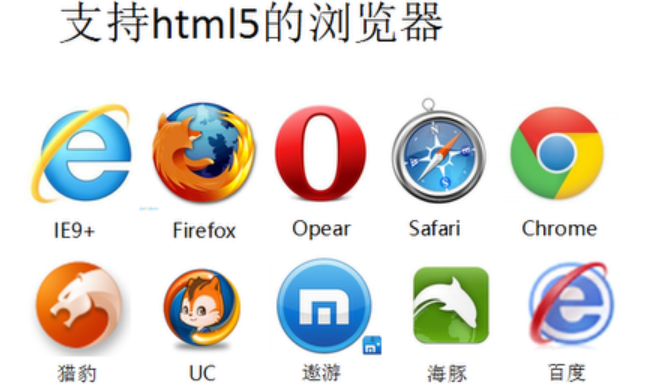 支持html5的浏览器
IE9+ Firefox Opear Safari Chrome
猎豹 UC 遨游 海豚 百度